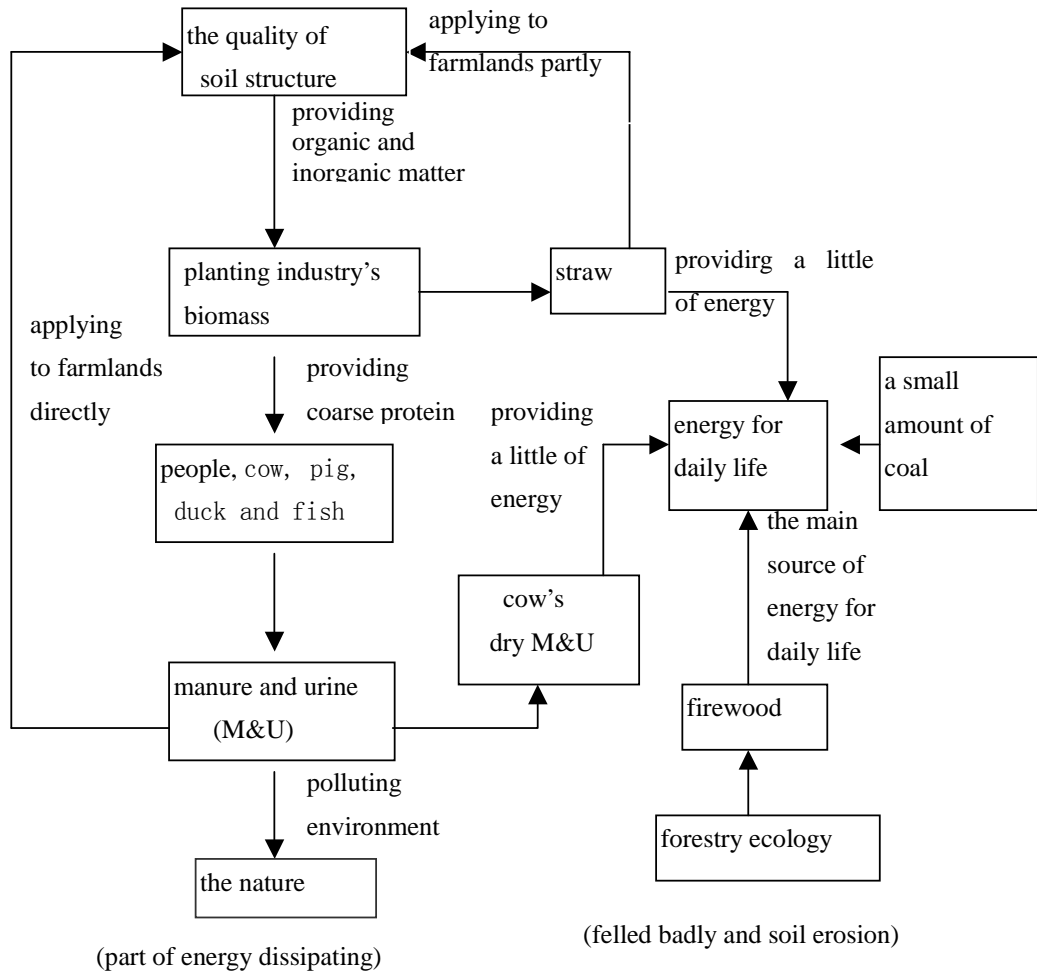 the quality of
soil structure
applying to
farmlands partly
providing
organic and
inorganic matter
planting industry's
biomass
straw
providirg a little
of energy
applying
to farmlands
directly
providing
coarse protein
providing
a little of
energy
energy for
daily life
a small
amount of
coal
people, cow, pig,
duck and fish
the main
source of
energy for
daily life
cow's
dry M&U
manure and urine
(M&U)
firewood
polluting
environment
forestry ecology
the nature
(felled badly and soil erosion)
(part of energy dissipating)